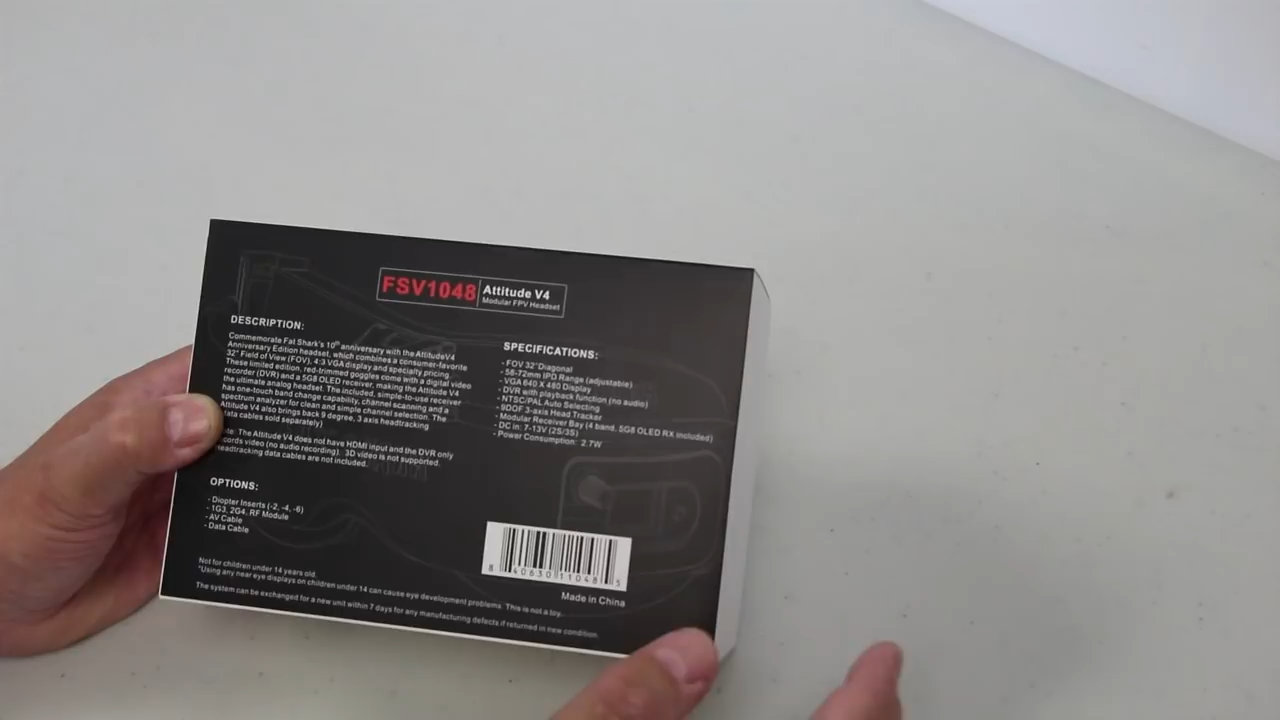 FSV1048
Attitude V4
Modular FPV Headset
DESCRIPTION:
Commemorate Fat Shark's 10th anniversary with the AttitudeV4
Anniversary Edition headset, which combines a consumer-favorite
32" Field of View (FOV), 4:3 VGA display and specialty pricing.
These limited edition, red-trimmed goggles come with a digital video
recorder (DVR) and a 5G8 OLED receiver, making the Attitude V4
the ultimate analog headset. The included, simple-to-use receiver
has one-touch band change capability, channel scanning and a
spectrum analyzer for clean and simple channel selection. The
Attitude V4 also brings back 9 degree, 3 axis headtracking
data cables sold separately)
The Attitude V4 does not have HDMI input and the DVR only
video (no audio recording). 3D video is not supported.
headtracking data cables are not included.
OPTIONS:
- Diopter Inserts (-2, -4, -6)
- 1G3, 2G4, RF Module
- AV Cable
- Data Cable
SPECIFICATIONS:
- FOV 32"Diagonal
- 58-72mm IPD Range (adjustable)
- VGA 640 X 480 Display
- DVR with playback function (no audio)
- NTSC/PAL Auto Selecting
- 9DOF 3-axis Head Tracker
- Modular Receiver Bay (4 band, 5G8 OLED RX included)
- DC in: 7-13V (2S/3S)
- Power Consumption: 2.7W
8 40630 11048 5
Made in China
Not for children under 14 years old.
*Using any near eye displays on children under 14 can cause eye development problems. This is not a toy.
The system can be exchanged for a new unit within 7 days for any manufacturing defects if returned in new condition.